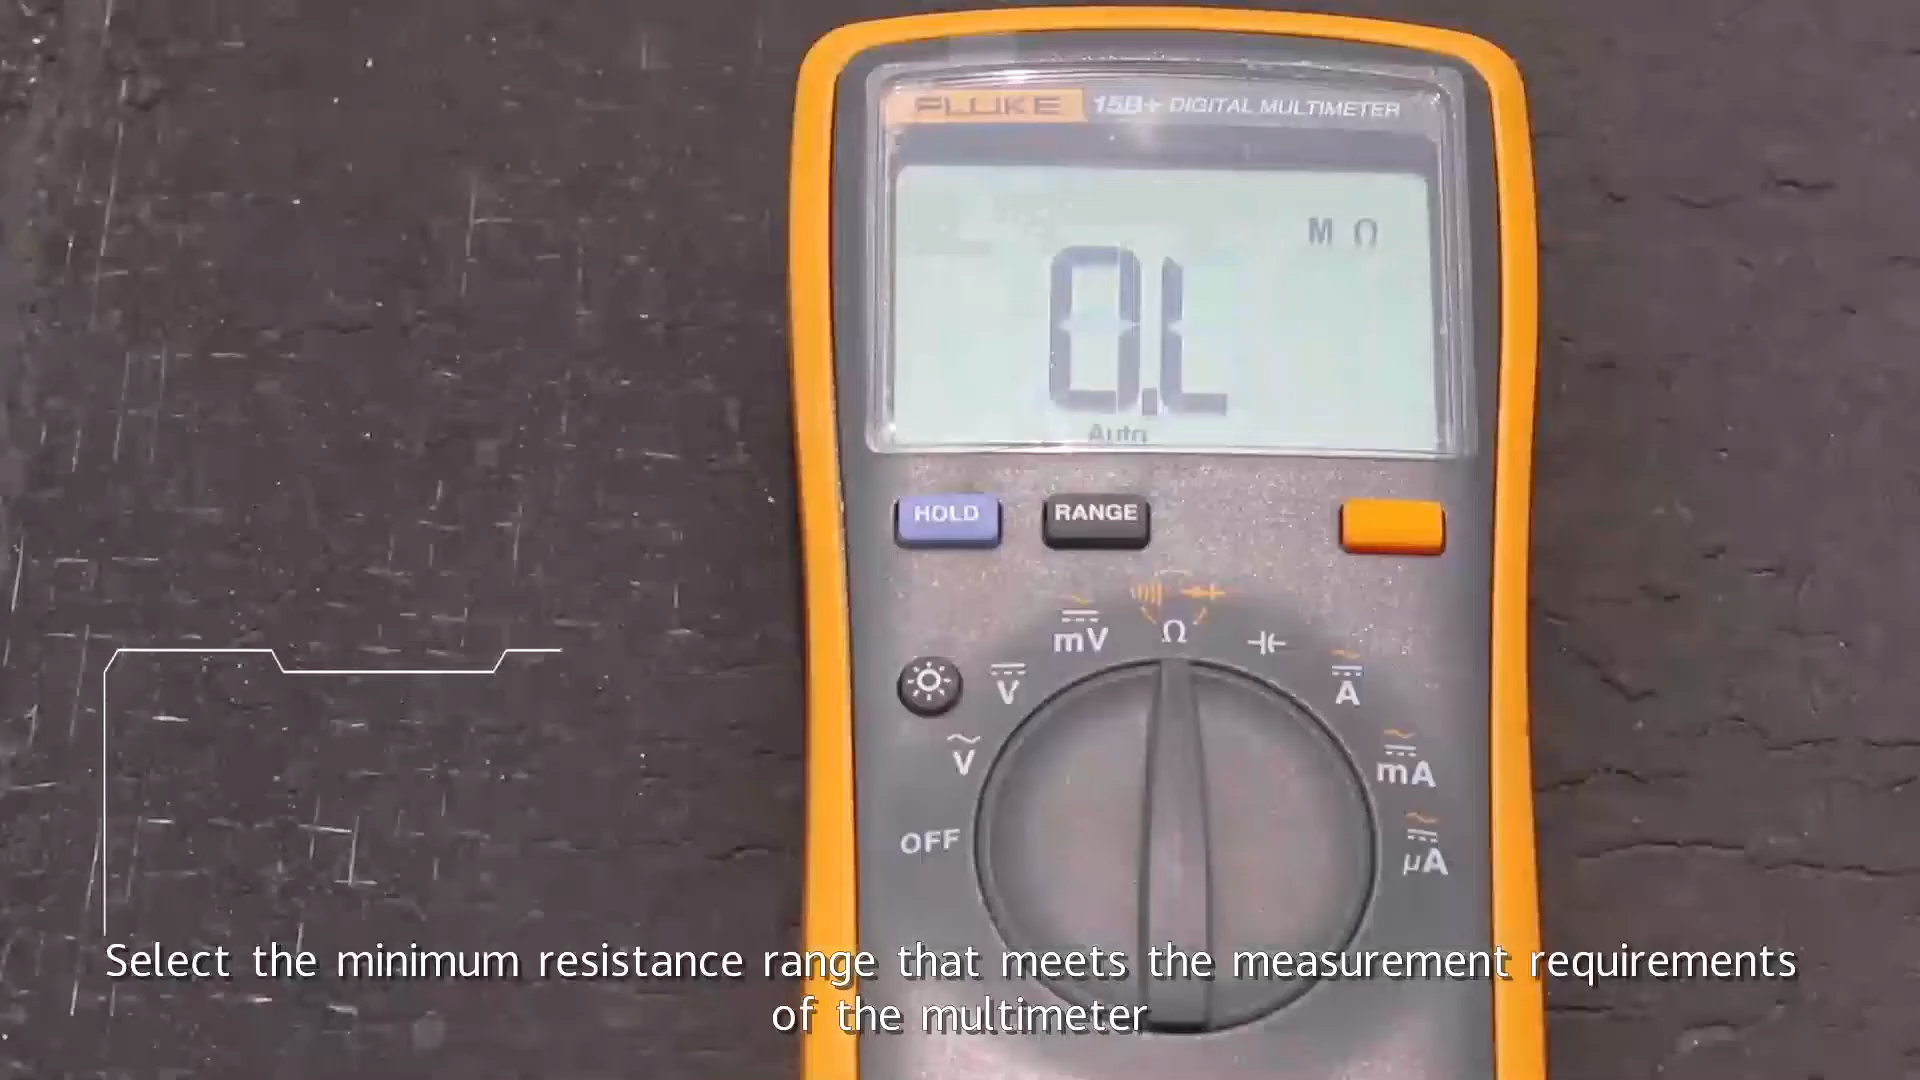 FLUKE 15B+ DIGITAL MULTIMETER
M Ω
0.L
Auto
HOLD RANGE
mV Ω
V A
V mA
OFF µA
Select the minimum resistance range that meets the measurement requirements
of the multimeter